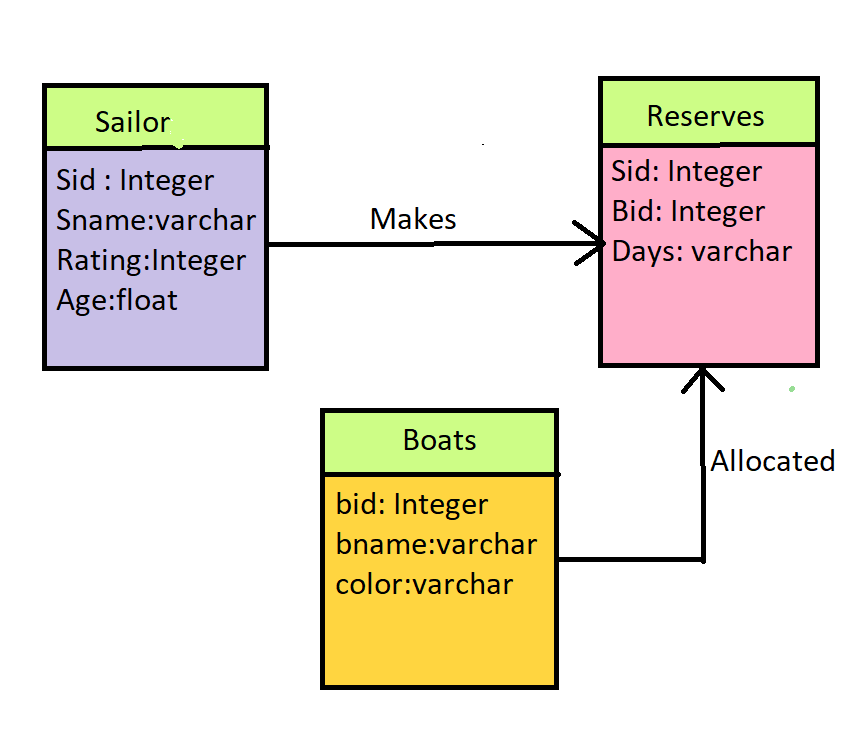 Sailor
Sid : Integer
Sname:varchar
Rating:Integer
Age:float
Makes
Reserves
Sid: Integer
Bid: Integer
Days: varchar
Boats
bid: Integer
bname:varchar
color:varchar
Allocated